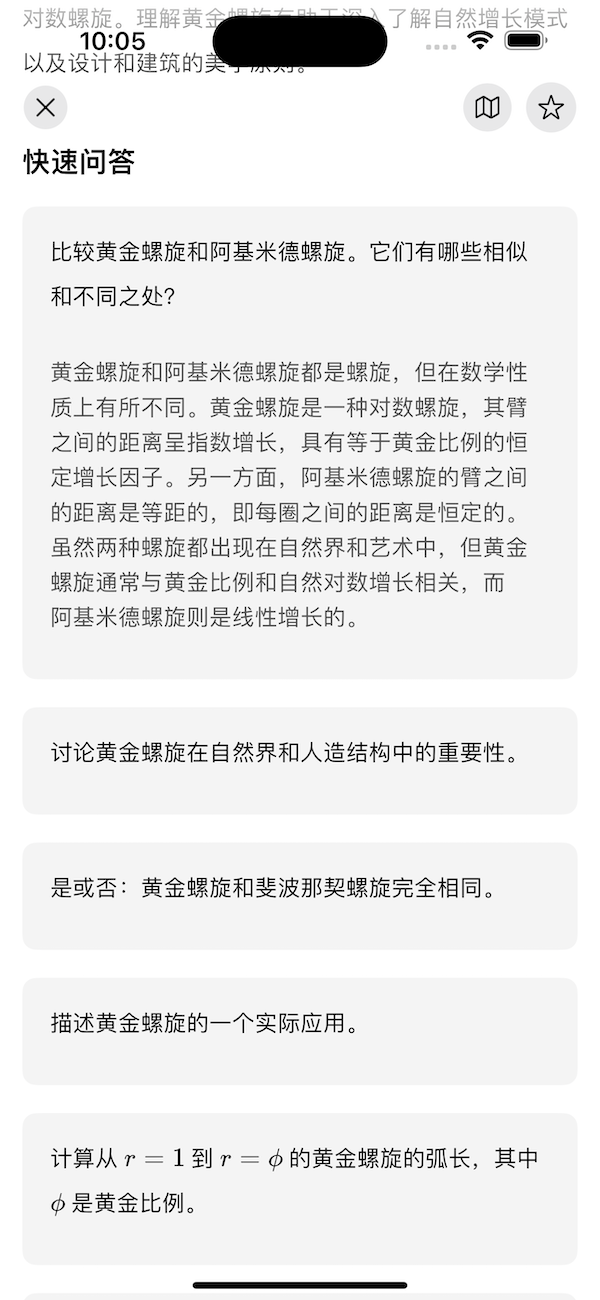 对数螺旋。理解黄金螺旋有助于深入了解自然增长模式
10:05
以及设计和建筑的美学原则。
快速问答
比较黄金螺旋和阿基米德螺旋。它们有哪些相似
和不同之处?
黄金螺旋和阿基米德螺旋都是螺旋，但在数学性
质上有所不同。黄金螺旋是一种对数螺旋，其臂
之间的距离呈指数增长，具有等于黄金比例的恒
定增长因子。另一方面，阿基米德螺旋的臂之间
的距离是等距的，即每圈之间的距离是恒定的。
虽然两种螺旋都出现在自然界和艺术中，但黄金
螺旋通常与黄金比例和自然对数增长相关，而
阿基米德螺旋则是线性增长的。
讨论黄金螺旋在自然界和人造结构中的重要性。
是或否：黄金螺旋和斐波那契螺旋完全相同。
描述黄金螺旋的一个实际应用。
计算从 r = 1 到 r = ϕ 的黄金螺旋的弧长，其中
ϕ 是黄金比例。